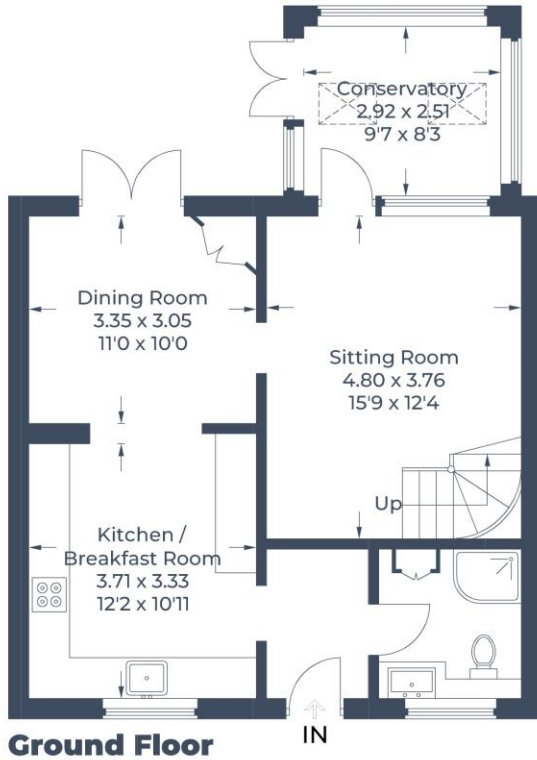 Conservatory
2.92 x 2.51
9'7 x 8'3
Dining Room
3.35 x 3.05
11'0 x 10'0
Sitting Room
4.80 x 3.76
15'9 x 12'4
Up
Kitchen /
Breakfast Room
3.71 x 3.33
12'2 x 10'11
IN
Ground Floor